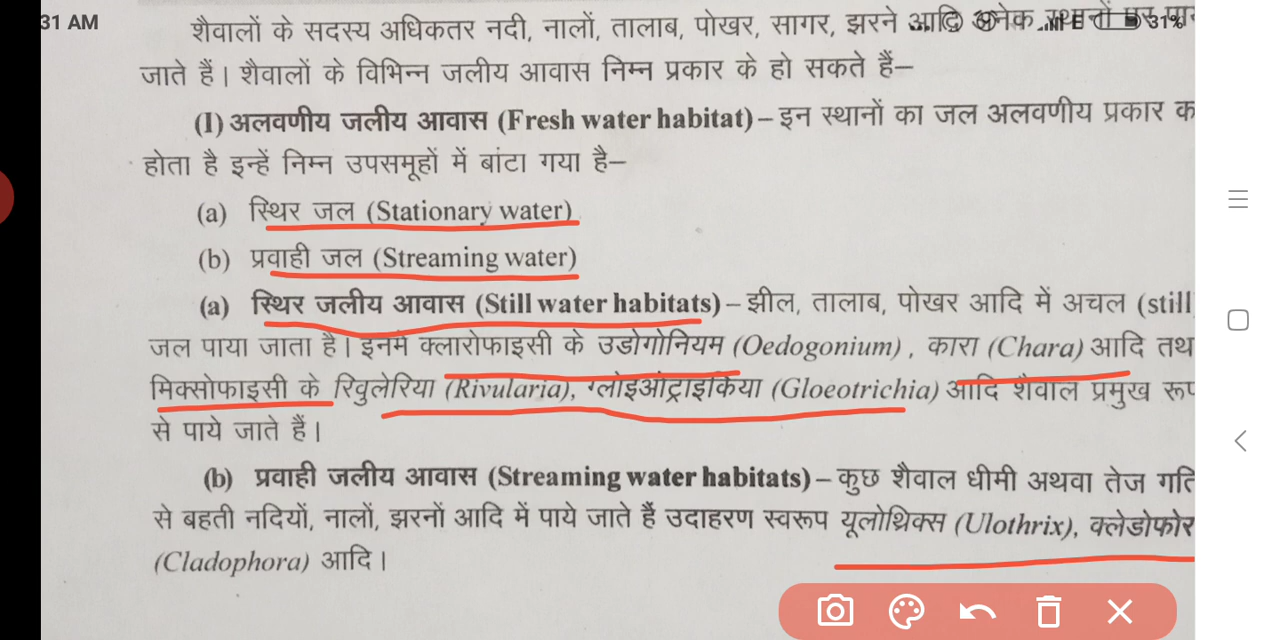 31 AM
31%
शैवालों के सदस्य अधिकतर नदी, नालों, तालाब, पोखर, सागर, झरने आदि अनेक
जाते हैं। शैवालों के विभिन्न जलीय आवास निम्न प्रकार के हो सकते हैं–
(1) अलवणीय जलीय आवास (Fresh water habitat) – इन स्थानों का जल अलवणीय प्रकार क
होता है इन्हें निम्न उपसमूहों में बांटा गया है–
(a) स्थिर जल (Stationary water)
(b) प्रवाही जल (Streaming water)
(a) स्थिर जलीय आवास (Still water habitats) – झील, तालाब, पोखर आदि में अचल (still
जल पाया जाता है। इनमें क्लारोफाइसी के उडोगोनियम (Oedogonium) , कारा (Chara) आदि तथ
मिक्सोफाइसी के रिवुलेरिया (Rivularia), ग्लोइओट्राइकिया (Gloeotrichia) आदि शैवाल प्रमुख रूप
से पाये जाते हैं।
(b) प्रवाही जलीय आवास (Streaming water habitats) – कुछ शैवाल धीमी अथवा तेज गति
से बहती नदियों, नालों, झरनों आदि में पाये जाते हैं उदाहरण स्वरूप यूलोथ्रिक्स (Ulothrix), क्लेडोफोर
(Cladophora) आदि।